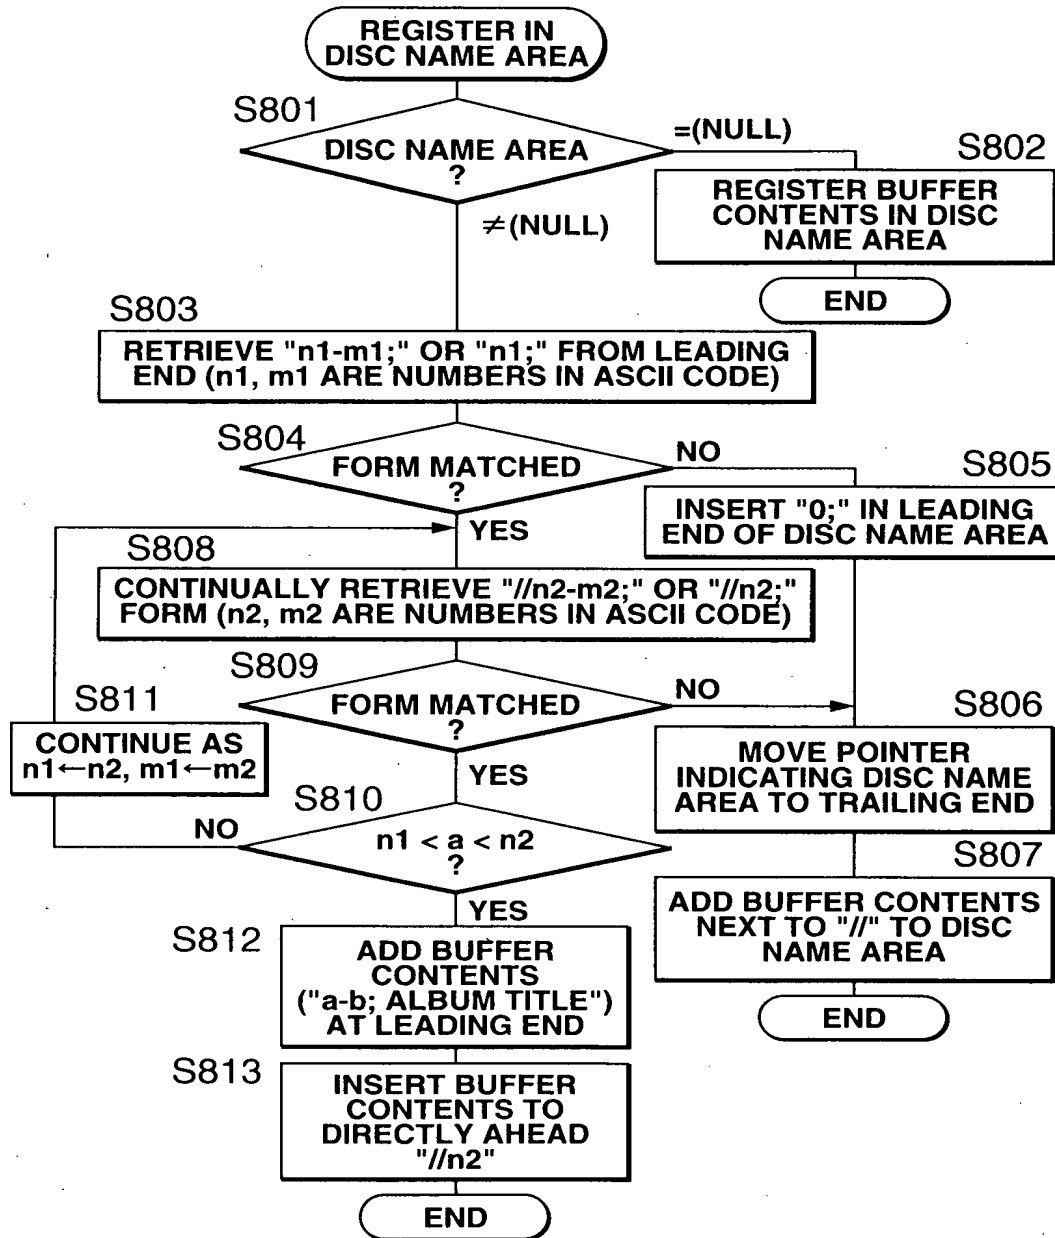 REGISTER IN
DISC NAME AREA
S801
DISC NAME AREA
?
=(NULL)
≠(NULL)
S802
REGISTER BUFFER
CONTENTS IN DISC
NAME AREA
END
S803
RETRIEVE "n1-m1;" OR "n1;" FROM LEADING
END (n1, m1 ARE NUMBERS IN ASCII CODE)
S804
FORM MATCHED
?
NO
YES
S805
INSERT "0;" IN LEADING
END OF DISC NAME AREA
S808
CONTINUALLY RETRIEVE "//n2-m2;" OR "//n2;"
FORM (n2, m2 ARE NUMBERS IN ASCII CODE)
S809
FORM MATCHED
?
NO
YES
S811
CONTINUE AS
n1←n2, m1←m2
S806
MOVE POINTER
INDICATING DISC NAME
AREA TO TRAILING END
S810
n1 < a < n2
?
NO
YES
S807
ADD BUFFER CONTENTS
NEXT TO "//" TO DISC
NAME AREA
END
S812
ADD BUFFER
CONTENTS
("a-b; ALBUM TITLE")
AT LEADING END
S813
INSERT BUFFER
CONTENTS TO
DIRECTLY AHEAD
"//n2"
END